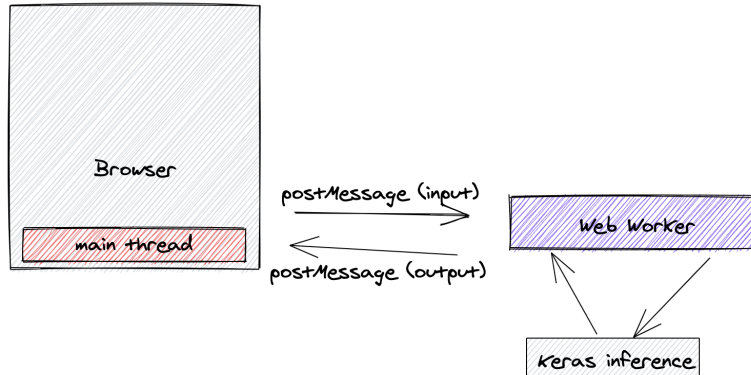 Browser
main thread
postMessage (input)
postMessage (output)
Web Worker
Keras inference